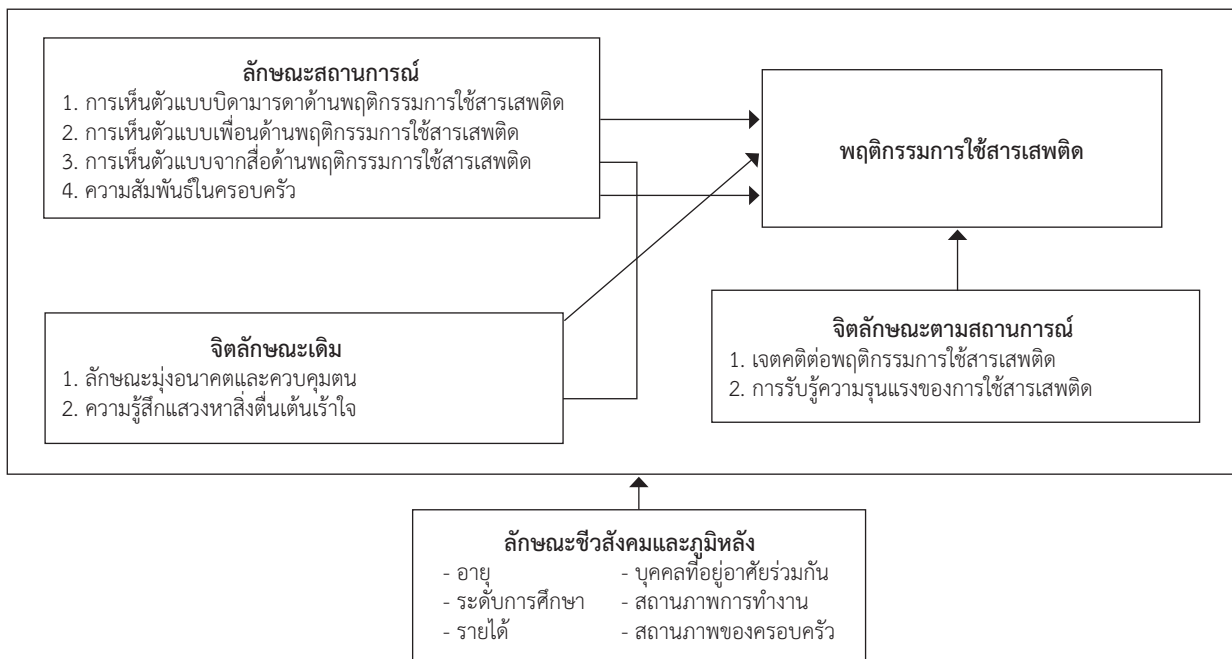 ลักษณะสถานการณ์
1. การเห็นตัวแบบบิดามารดาด้านพฤติกรรมการใช้สารเสพติด
2. การเห็นตัวแบบเพื่อนด้านพฤติกรรมการใช้สารเสพติด
3. การเห็นตัวแบบจากสื่อด้านพฤติกรรมการใช้สารเสพติด
4. ความสัมพันธ์ในครอบครัว
พฤติกรรมการใช้สารเสพติด
จิตลักษณะเดิม
1. ลักษณะมุ่งอนาคตและควบคุมตน
2. ความรู้สึกแสวงหาสิ่งตื่นเต้นเร้าใจ
จิตลักษณะตามสถานการณ์
1. เจตคติต่อพฤติกรรมการใช้สารเสพติด
2. การรับรู้ความรุนแรงของการใช้สารเสพติด
ลักษณะชีวสังคมและภูมิหลัง
- อายุ - บุคคลที่อยู่อาศัยร่วมกัน
- ระดับการศึกษา - สถานภาพการทำงาน
- รายได้ - สถานภาพของครอบครัว